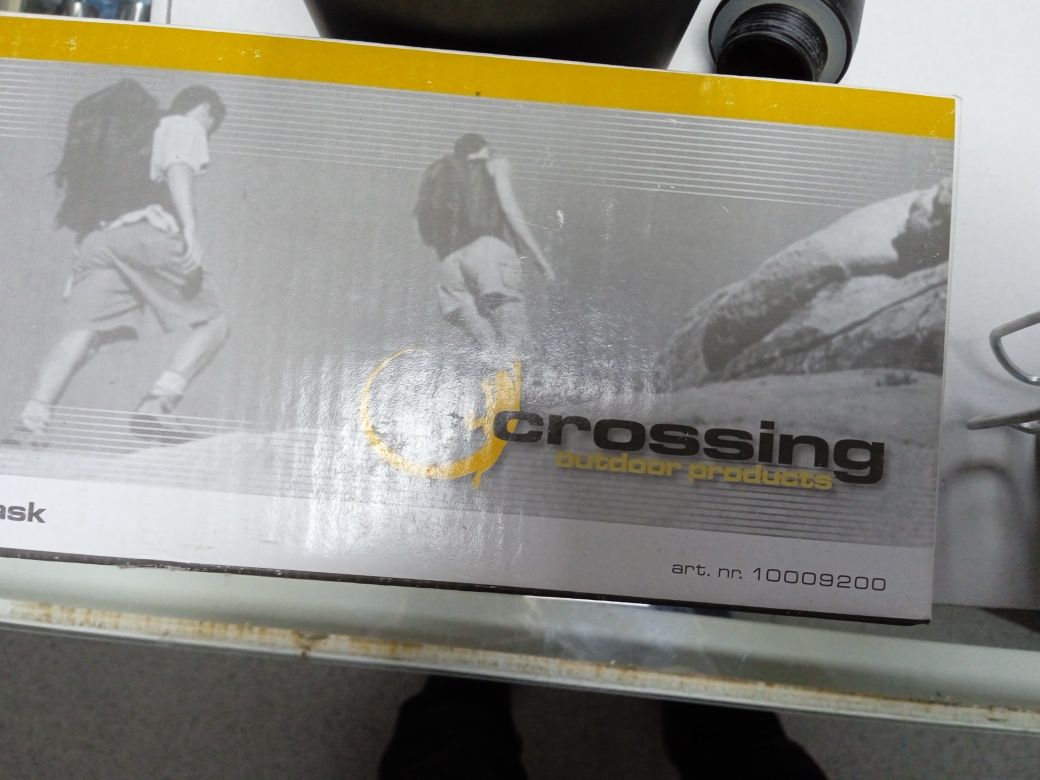 crossing
outdoor products
ask
art. nr. 10009200